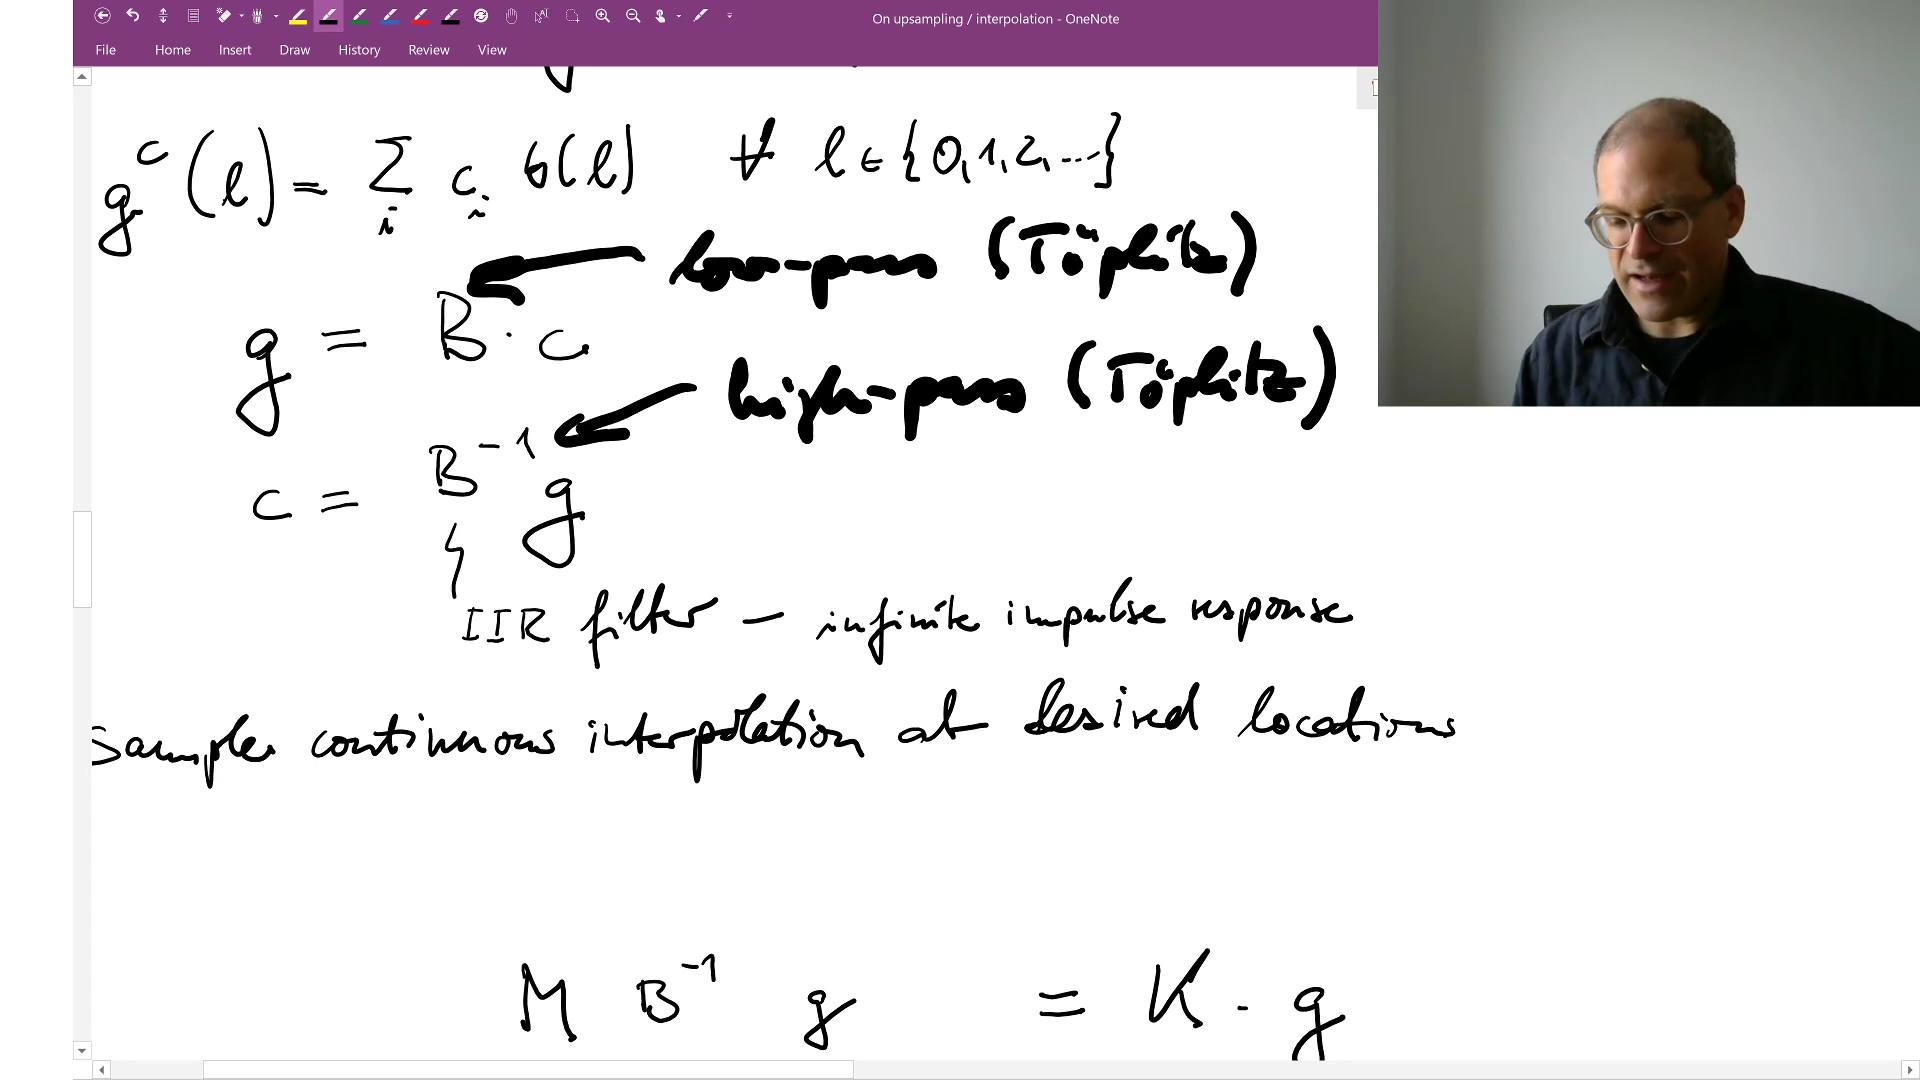 On upsampling / interpolation - OneNote
File Home Insert Draw History Review View
g^c (l) = Σ_i c_i b(l) ∀ l ∈ {0,1,2,...}
low-pass (Töplitz)
g = B · c
high-pass (Töplitz)
c = B^-1 g
IIR filter – infinite impulse response
Sample continuous interpolation at desired locations
M B^-1 g = K · g